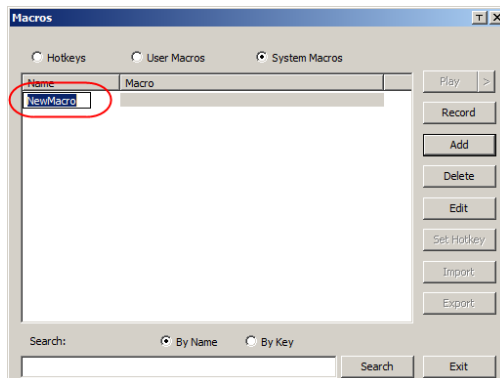 Macros
Hotkeys User Macros System Macros
Name Macro
NewMacro
Play >
Record
Add
Delete
Edit
Set Hotkey
Import
Export
Search: By Name By Key
Search Exit